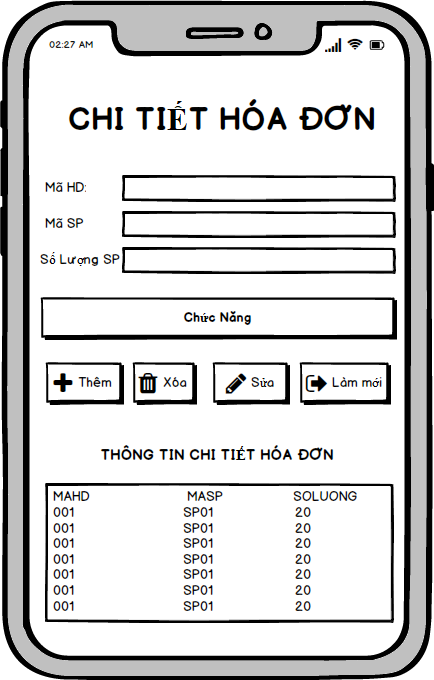 02:27 AM
CHI TIẾT HÓA ĐƠN
Mã HD:
Mã SP
Số Lượng SP
Chức Năng
Thêm Xóa Sửa Làm mới
THÔNG TIN CHI TIẾT HÓA ĐƠN
MAHD MASP SOLUONG
001 SP01 20
001 SP01 20
001 SP01 20
001 SP01 20
001 SP01 20
001 SP01 20
001 SP01 20